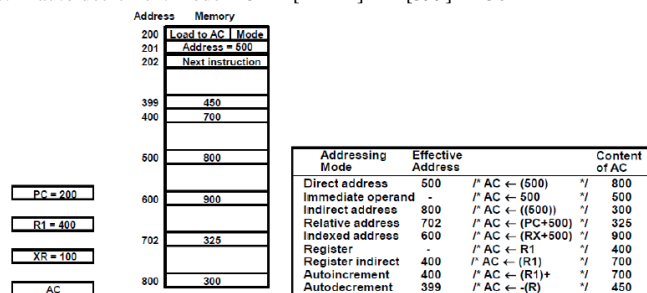 Address Memory
200 Load to AC Mode
201 Address = 500
202 Next instruction
399 450
400 700
500 800
600 900
702 325
800 300
PC = 200
R1 = 400
XR = 100
AC
Addressing Effective Content
Mode Address of AC
Direct address 500 /* AC ← (500) */ 800
Immediate operand - /* AC ← 500 */ 500
Indirect address 800 /* AC ← ((500)) */ 300
Relative address 702 /* AC ← (PC+500) */ 325
Indexed address 600 /* AC ← (RX+500) */ 900
Register - /* AC ← R1 */ 400
Register indirect 400 /* AC ← (R1) */ 700
Autoincrement 400 /* AC ← (R1)+ */ 700
Autodecrement 399 /* AC ← -(R) */ 450